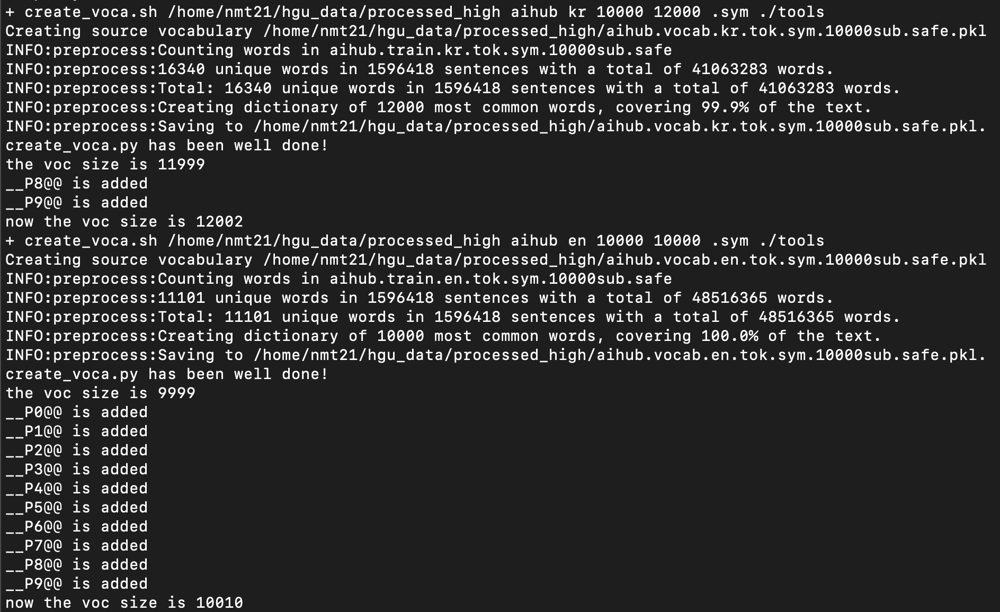 + create_voca.sh /home/nmt21/hgu_data/processed_high aihub kr 10000 12000 .sym ./tools
Creating source vocabulary /home/nmt21/hgu_data/processed_high/aihub.vocab.kr.tok.sym.10000sub.safe.pkl
INFO:preprocess:Counting words in aihub.train.kr.tok.sym.10000sub.safe
INFO:preprocess:16340 unique words in 1596418 sentences with a total of 41063283 words.
INFO:preprocess:Total: 16340 unique words in 1596418 sentences with a total of 41063283 words.
INFO:preprocess:Creating dictionary of 12000 most common words, covering 99.9% of the text.
INFO:preprocess:Saving to /home/nmt21/hgu_data/processed_high/aihub.vocab.kr.tok.sym.10000sub.safe.pkl.
create_voca.py has been well done!
the voc size is 11999
__P8@@ is added
__P9@@ is added
now the voc size is 12002
+ create_voca.sh /home/nmt21/hgu_data/processed_high aihub en 10000 10000 .sym ./tools
Creating source vocabulary /home/nmt21/hgu_data/processed_high/aihub.vocab.en.tok.sym.10000sub.safe.pkl
INFO:preprocess:Counting words in aihub.train.en.tok.sym.10000sub.safe
INFO:preprocess:11101 unique words in 1596418 sentences with a total of 48516365 words.
INFO:preprocess:Total: 11101 unique words in 1596418 sentences with a total of 48516365 words.
INFO:preprocess:Creating dictionary of 10000 most common words, covering 100.0% of the text.
INFO:preprocess:Saving to /home/nmt21/hgu_data/processed_high/aihub.vocab.en.tok.sym.10000sub.safe.pkl.
create_voca.py has been well done!
the voc size is 9999
__P0@@ is added
__P1@@ is added
__P2@@ is added
__P3@@ is added
__P4@@ is added
__P5@@ is added
__P6@@ is added
__P7@@ is added
__P8@@ is added
__P9@@ is added
now the voc size is 10010